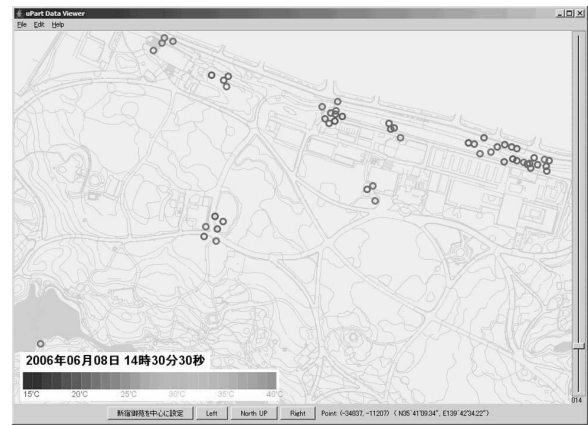 uPart Data Viewer
File Edit Help
2006年06月08日 14時30分30秒
15°C 20°C 25°C 30°C 35°C 40°C
014
新宿御苑を中心に設定 Left North UP Right Point: (-34837, -11207) ( N35°41'09.34", E139°42'34.22")